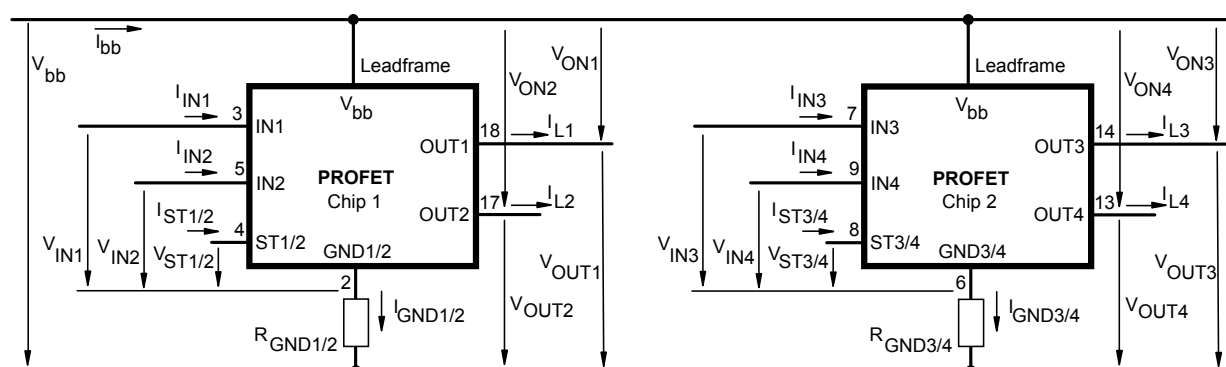 Ibb
Vbb
Leadframe
Vbb
VON1
VON2
IIN1
3
IN1
IIN2
5
IN2
IST1/2
4
ST1/2
PROFET
Chip 1
GND1/2
OUT1
18
IL1
OUT2
17
IL2
VIN1
VIN2
VST1/2
2
IGND1/2
RGND1/2
VOUT1
VOUT2
Leadframe
Vbb
VON3
VON4
IIN3
7
IN3
IIN4
9
IN4
IST3/4
8
ST3/4
PROFET
Chip 2
GND3/4
OUT3
14
IL3
OUT4
13
IL4
VIN3
VIN4
VST3/4
6
IGND3/4
RGND3/4
VOUT3
VOUT4